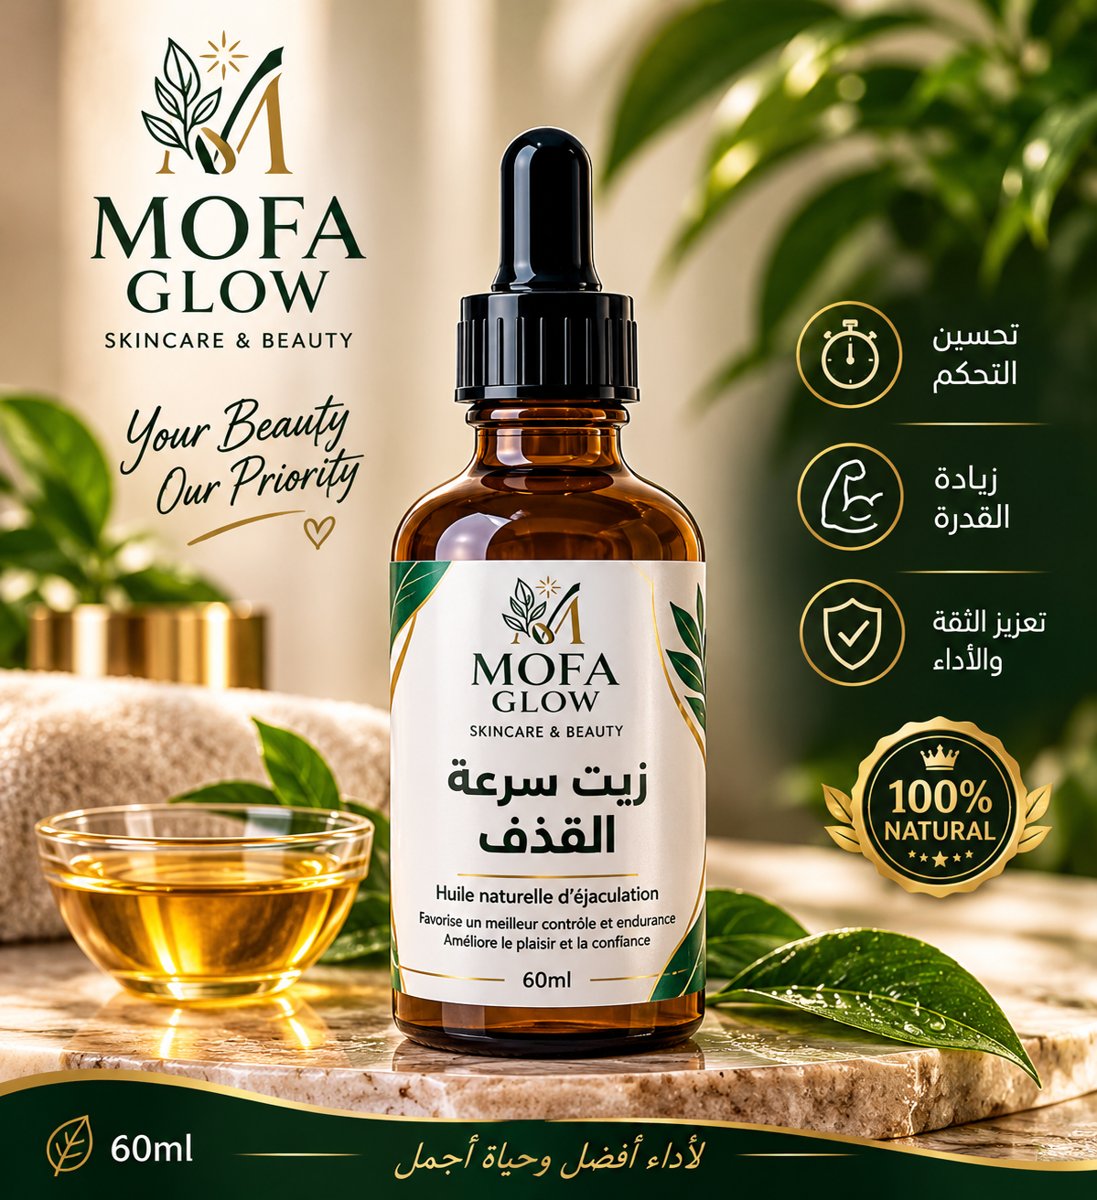 MOFA
GLOW
SKINCARE & BEAUTY
Your Beauty
Our Priority
تحسين
التحكم
زيادة
القدرة
تعزيز الثقة
والأداء
100%
NATURAL
MOFA
GLOW
SKINCARE & BEAUTY
زيت سرعة
القذف
Huile naturelle d'éjaculation
Favorise un meilleur contrôle et endurance
Améliore le plaisir et la confiance
60ml
60ml
لأداء أفضل وحياة أجمل